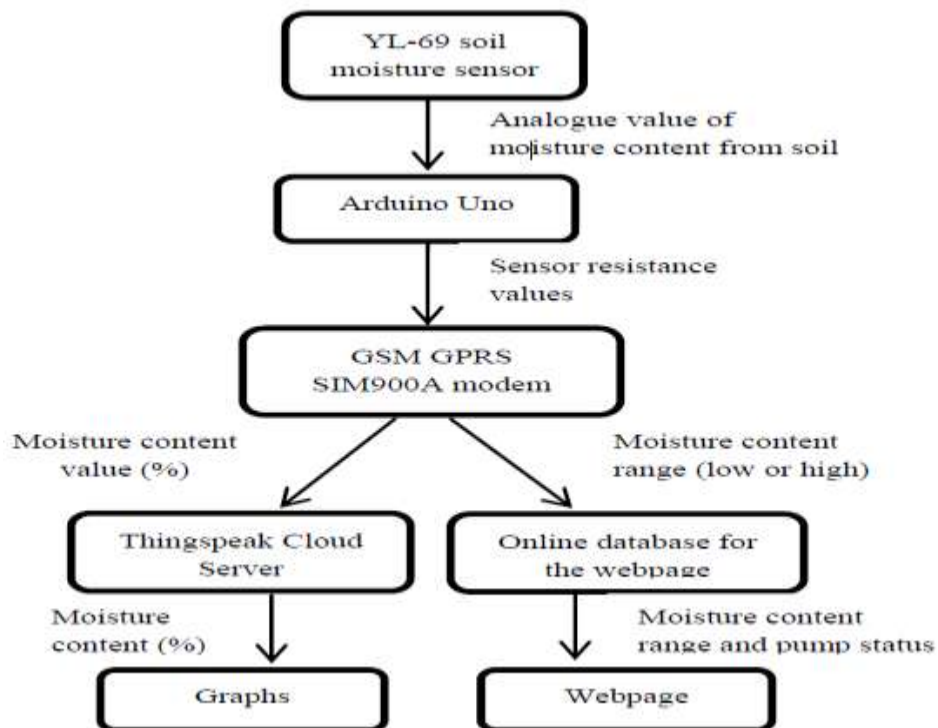 YL-69 soil
moisture sensor
Analogue value of
moisture content from soil
Arduino Uno
Sensor resistance
values
GSM GPRS
SIM900A modem
Moisture content
value (%)
Moisture content
range (low or high)
Thingspeak Cloud
Server
Online database for
the webpage
Moisture
content (%)
Moisture content
range and pump status
Graphs
Webpage